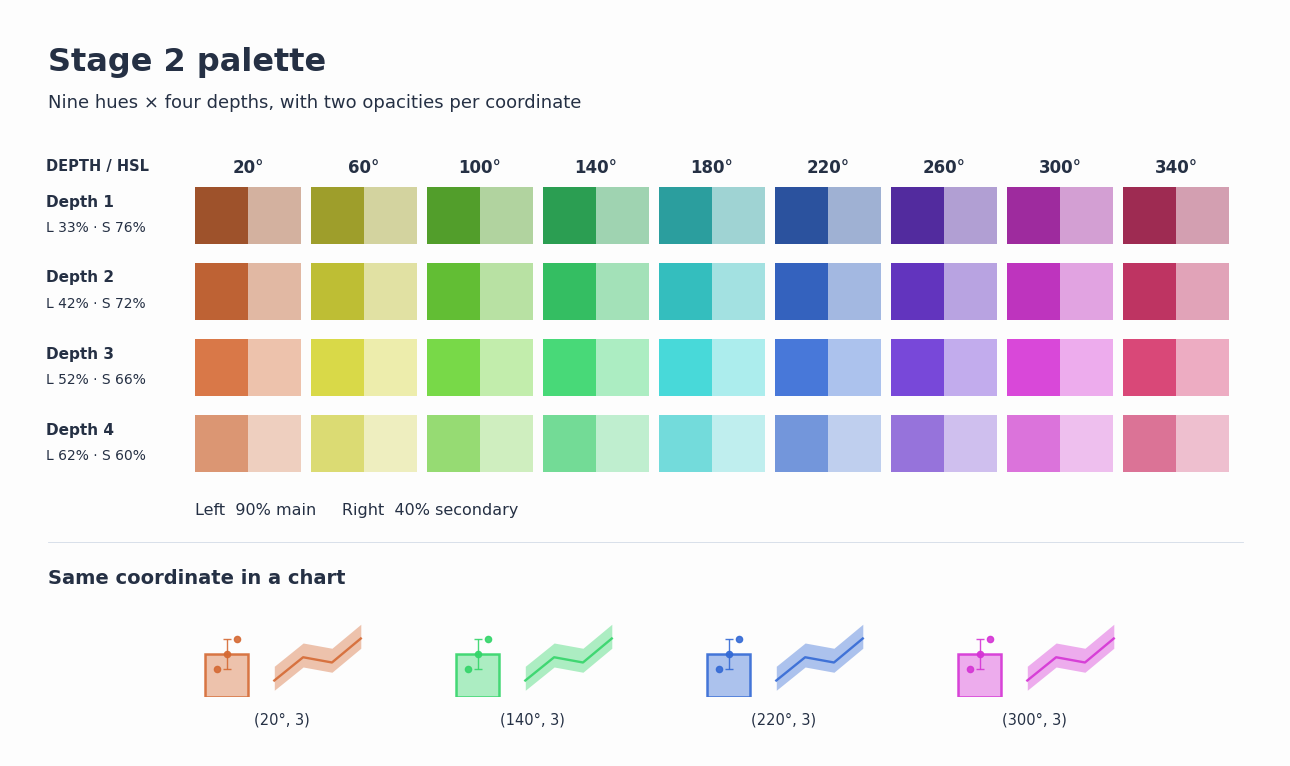 Stage 2 palette
Nine hues × four depths, with two opacities per coordinate
DEPTH / HSL 20° 60° 100° 140° 180° 220° 260° 300° 340°
Depth 1
L 33% · S 76%
Depth 2
L 42% · S 72%
Depth 3
L 52% · S 66%
Depth 4
L 62% · S 60%
Left 90% main Right 40% secondary
Same coordinate in a chart
(20°, 3) (140°, 3) (220°, 3) (300°, 3)